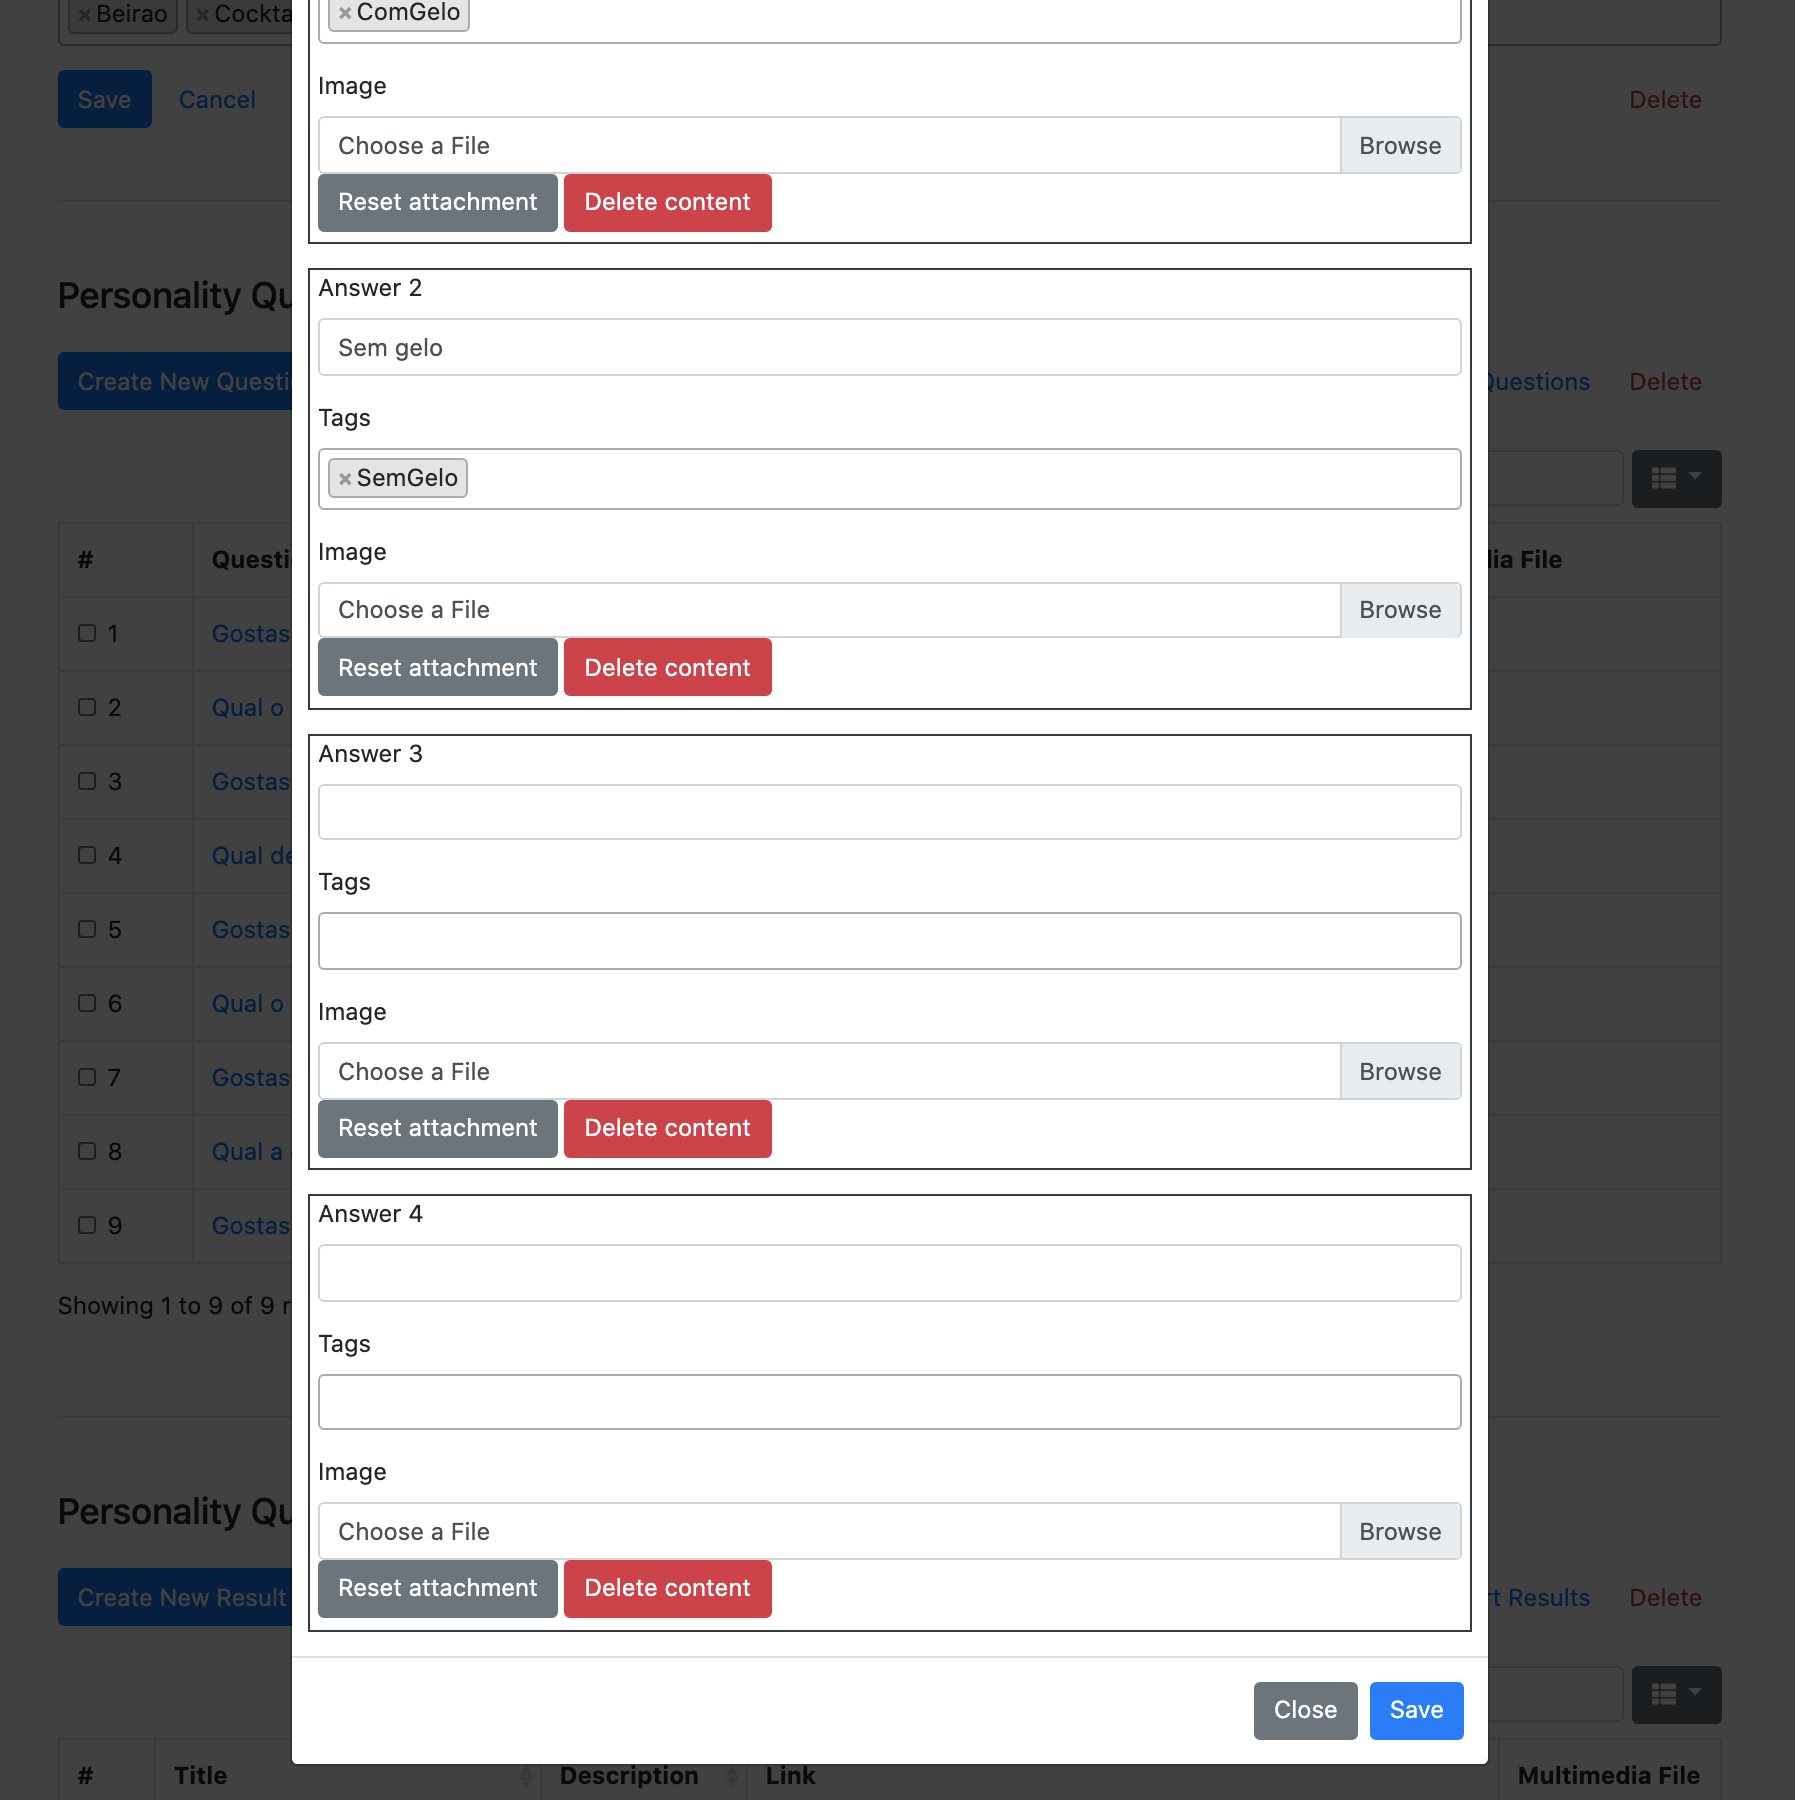 ×Beirao ×Cockta
×ComGelo
Image
Save Cancel Delete
Choose a File Browse
Reset attachment Delete content
Answer 2
Personality Qu
Sem gelo
Create New Questi Questions Delete
Tags
×SemGelo
Image
# Questi dia File
Choose a File Browse
1 Gostas
Reset attachment Delete content
2 Qual o
Answer 3
3 Gostas
4 Qual de
Tags
5 Gostas
6 Qual o
Image
Choose a File Browse
7 Gostas
Reset attachment Delete content
8 Qual a
Answer 4
9 Gostas
Showing 1 to 9 of 9 r
Tags
Image
Personality Qu
Choose a File Browse
Reset attachment Delete content
Create New Result rt Results Delete
Close Save
# Title Description Link Multimedia File